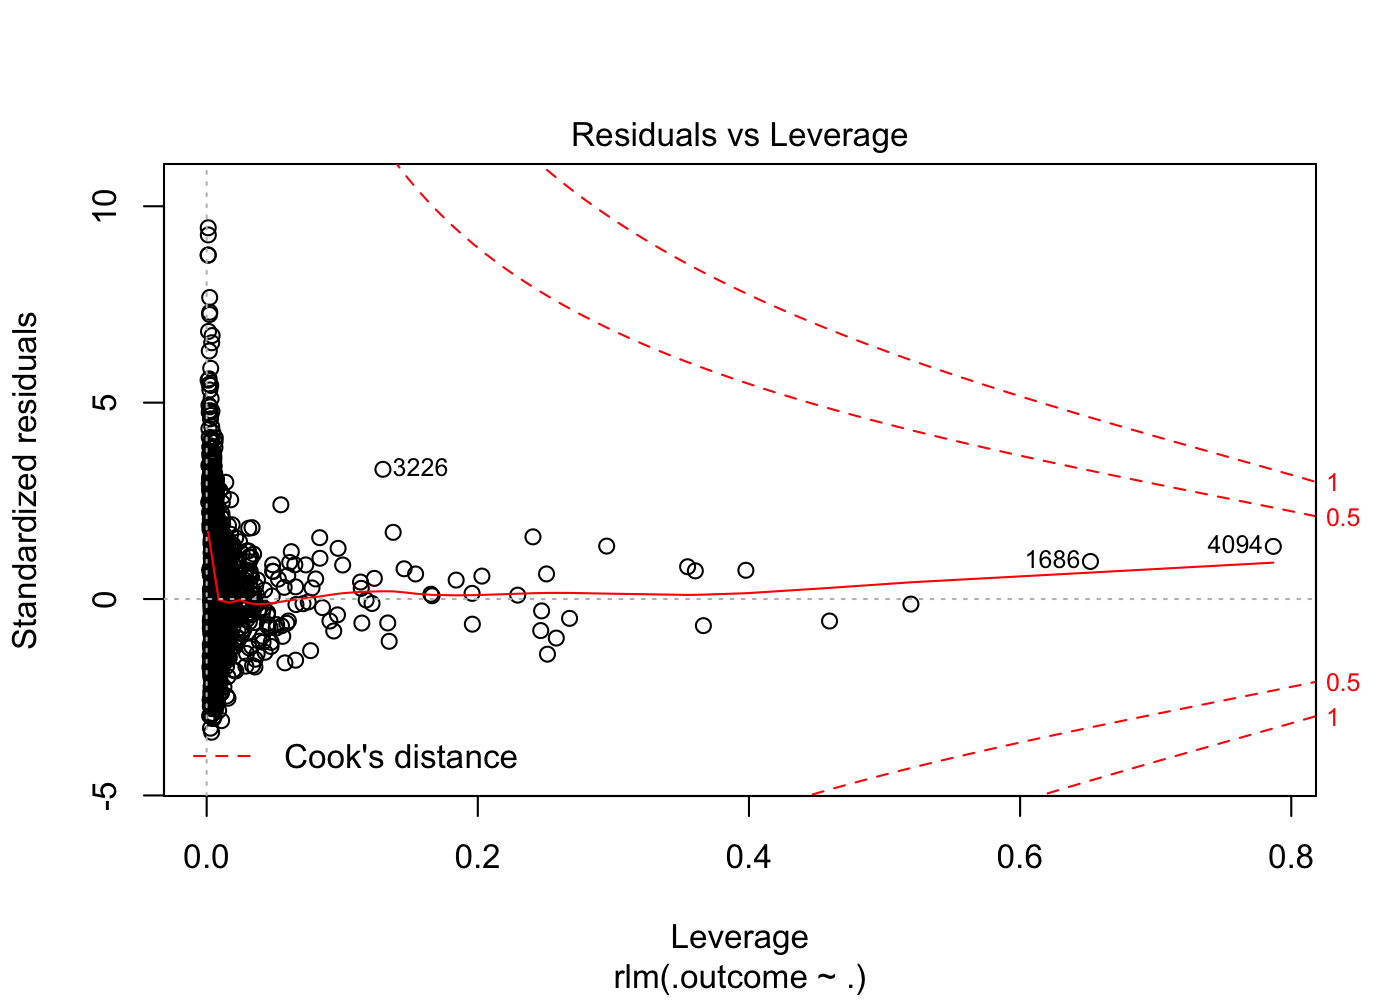 Residuals vs Leverage
Standardized residuals
10
5
0
-5
3226
1686
4094
1
0.5
0.5
1
Cook's distance
0.0 0.2 0.4 0.6 0.8
Leverage
rlm(.outcome ~ .)